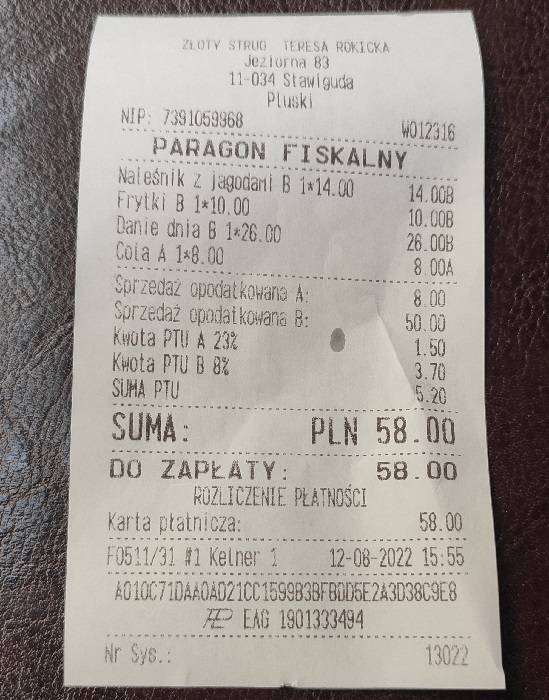 ZŁOTY STRUG TERESA ROKICKA
Jeziorna 83
11-034 Stawiguda
Pluski
NIP: 7391059968 W012316
PARAGON FISKALNY
Naleśnik z jagodami B 1*14.00 14.00B
Frytki B 1*10.00 10.00B
Danie dnia B 1*26.00 26.00B
Cola A 1*8.00 8.00A
Sprzedaż opodatkowana A: 8.00
Sprzedaż opodatkowana B: 50.00
Kwota PTU A 23% 1.50
Kwota PTU B 8% 3.70
SUMA PTU 5.20
SUMA: PLN 58.00
DO ZAPŁATY: 58.00
ROZLICZENIE PŁATNOŚCI
Karta płatnicza: 58.00
F0511/31 #1 Kelner 1 12-08-2022 15:55
A010C71DAA0AD21CC1599B3BFBDD5E2A3D38C9E8
EAG 1901333494
Nr Sys.: 13022